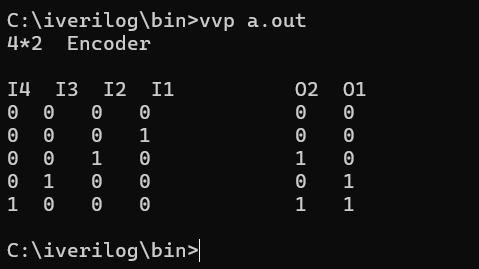 C:\iverilog\bin>vvp a.out
4*2  Encoder
I4  I3  I2  I1          O2  O1
0  0   0   0            0   0
0  0   0   1            0   0
0  0   1   0            1   0
0  1   0   0            0   1
1  0   0   0            1   1
C:\iverilog\bin>